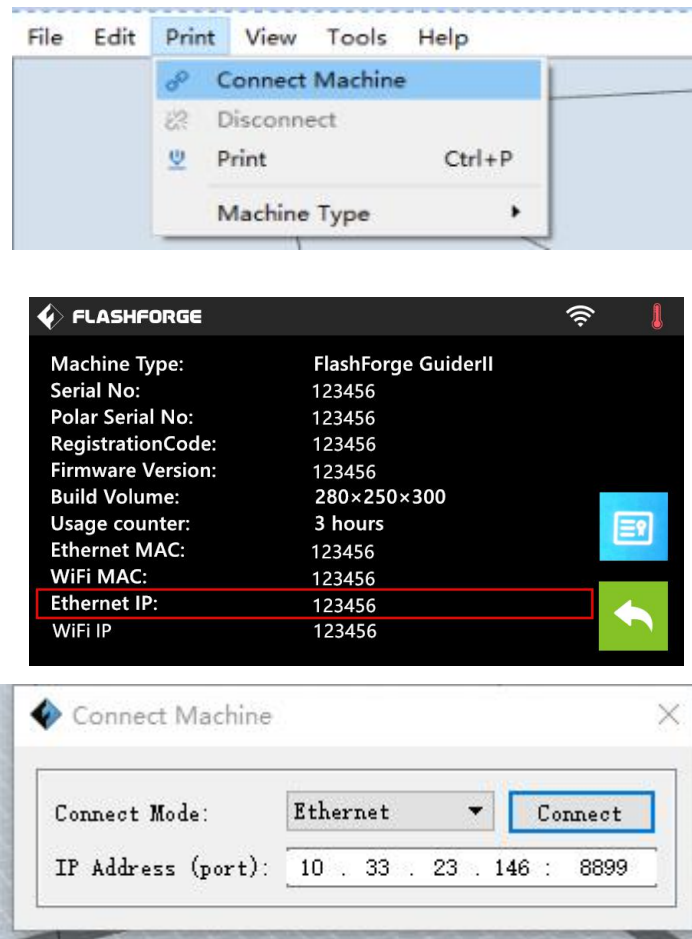 File Edit Print View Tools Help
Connect Machine
Disconnect
Print Ctrl+P
Machine Type
FLASHFORGE
Machine Type: FlashForge GuiderII
Serial No: 123456
Polar Serial No: 123456
RegistrationCode: 123456
Firmware Version: 123456
Build Volume: 280×250×300
Usage counter: 3 hours
Ethernet MAC: 123456
WiFi MAC: 123456
Ethernet IP: 123456
WiFi IP 123456
Connect Machine
Connect Mode: Ethernet Connect
IP Address (port): 10 . 33 . 23 . 146 : 8899